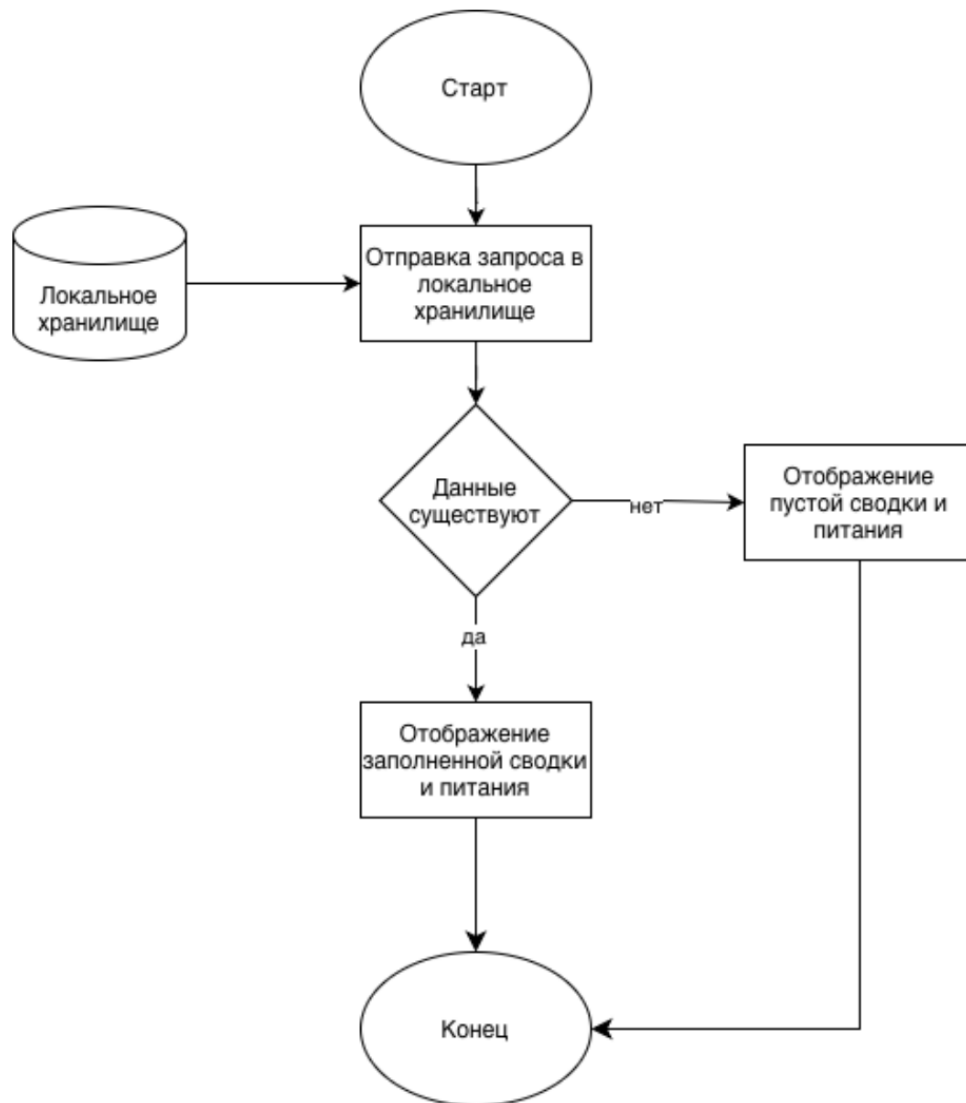 Старт
Отправка запроса в
локальное
хранилище
Локальное
хранилище
Данные
существуют
нет
Отображение
пустой сводки и
питания
да
Отображение
заполненной сводки
и питания
Конец